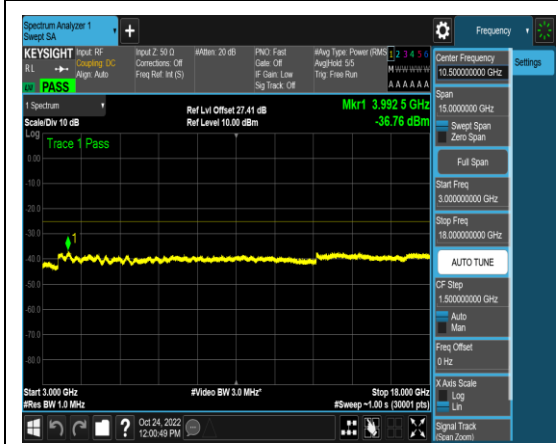 Spectrum Analyzer 1
Swept SA
Frequency
KEYSIGHT
RL
PASS
Input: RF
Coupling: DC
Align: Auto
Input Z: 50 Ω
Corrections: Off
Freq Ref: Int (S)
#Atten: 20 dB
PNO: Fast
Gate: Off
IF Gain: Low
Sig Track: Off
#Avg Type: Power (RMS
Avg|Hold: 5/5
Trig: Free Run
1 2 3 4 5 6
M W W W W W
A A A A A A
1 Spectrum
Scale/Div 10 dB
Ref Lvl Offset 27.41 dB
Ref Level 10.00 dBm
Mkr1 3.992 5 GHz
-36.76 dBm
Log
Trace 1 Pass
0.00
-10.0
-20.0
-30.0
-40.0
-50.0
-60.0
-70.0
-80.0
1
Start 3.000 GHz
#Res BW 1.0 MHz
#Video BW 3.0 MHz*
Stop 18.000 GHz
#Sweep ~1.00 s (30001 pts)
Oct 24, 2022
12:00:49 PM
Settings
Center Frequency
10.500000000 GHz
Span
15.0000000 GHz
Swept Span
Zero Span
Full Span
Start Freq
3.000000000 GHz
Stop Freq
18.000000000 GHz
AUTO TUNE
CF Step
1.500000000 GHz
Auto
Man
Freq Offset
0 Hz
X Axis Scale
Log
Lin
Signal Track
(Span Zoom)